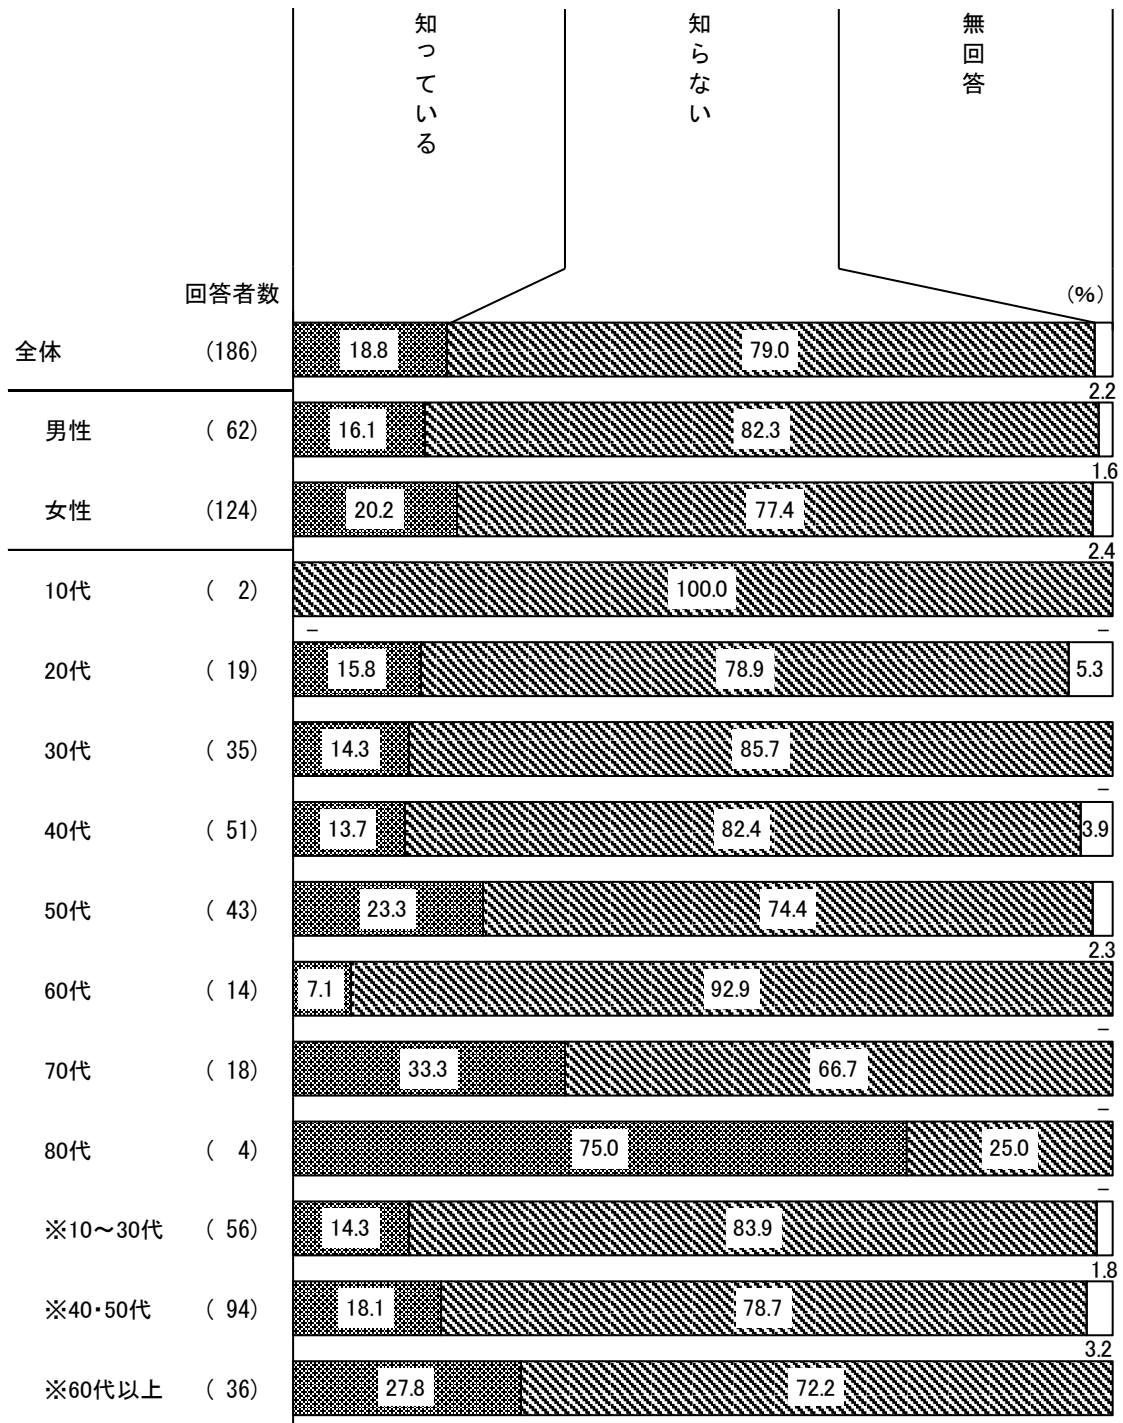 知っている
知らない
無回答
回答者数 (%)
全体 (186) 18.8 79.0
2.2
男性 ( 62) 16.1 82.3
1.6
女性 (124) 20.2 77.4
2.4
10代 ( 2) 100.0
– –
20代 ( 19) 15.8 78.9 5.3
30代 ( 35) 14.3 85.7
–
40代 ( 51) 13.7 82.4 3.9
50代 ( 43) 23.3 74.4
2.3
60代 ( 14) 7.1 92.9
–
70代 ( 18) 33.3 66.7
–
80代 ( 4) 75.0 25.0
–
※10～30代 ( 56) 14.3 83.9
1.8
※40・50代 ( 94) 18.1 78.7
3.2
※60代以上 ( 36) 27.8 72.2